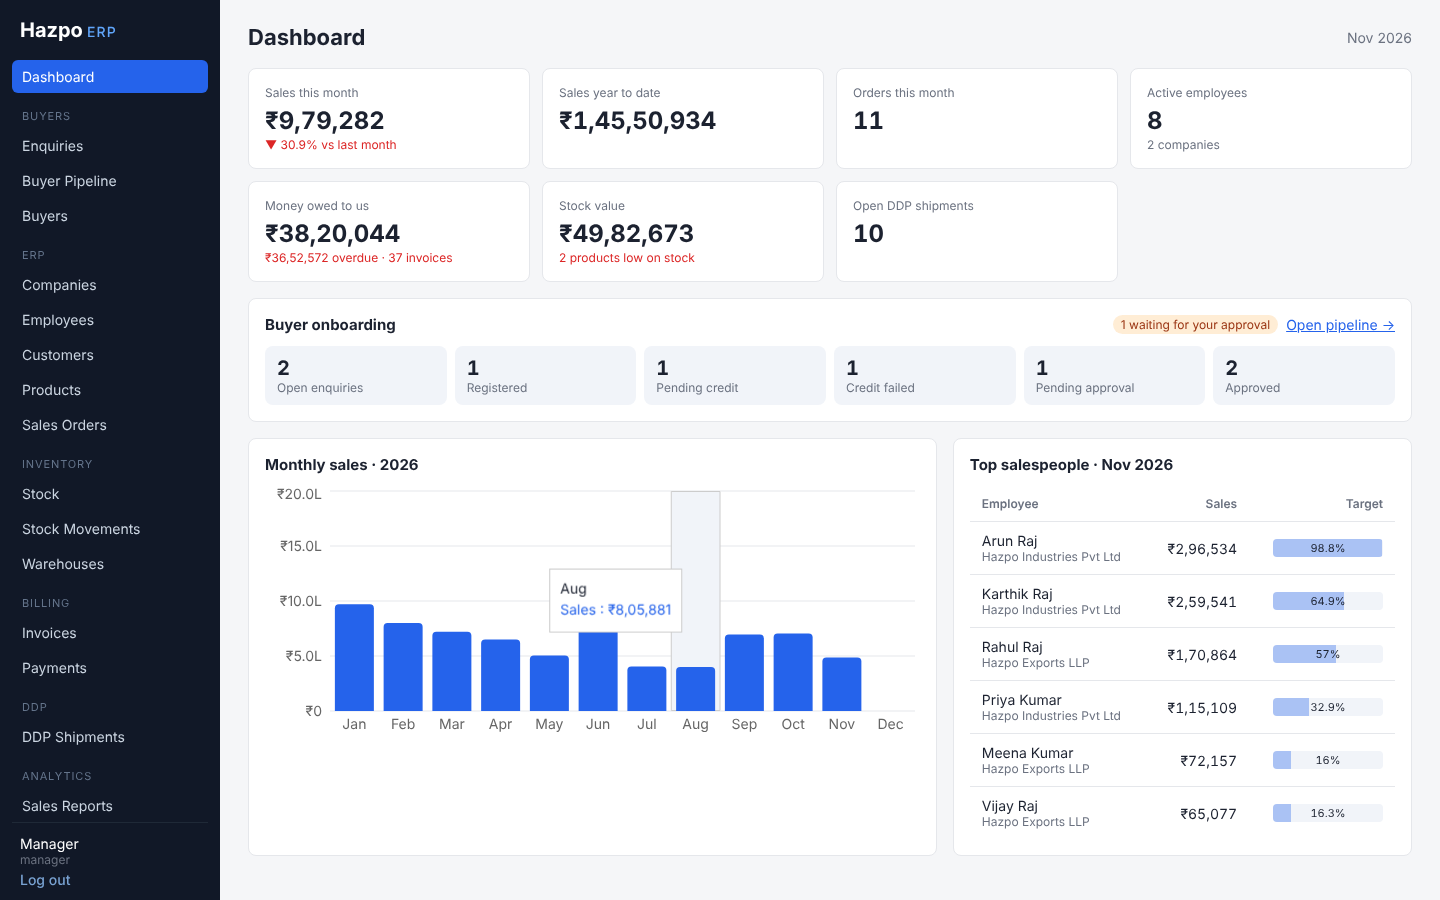 Hazpo ERP
Dashboard
BUYERS
Enquiries
Buyer Pipeline
Buyers
ERP
Companies
Employees
Customers
Products
Sales Orders
INVENTORY
Stock
Stock Movements
Warehouses
BILLING
Invoices
Payments
DDP
DDP Shipments
ANALYTICS
Sales Reports
Manager
manager
Log out
Dashboard
Nov 2026
Sales this month
₹9,79,282
▼ 30.9% vs last month
Sales year to date
₹1,45,50,934
Orders this month
11
Active employees
8
2 companies
Money owed to us
₹38,20,044
₹36,52,572 overdue · 37 invoices
Stock value
₹49,82,673
2 products low on stock
Open DDP shipments
10
Buyer onboarding
1 waiting for your approval
Open pipeline →
2
Open enquiries
1
Registered
1
Pending credit
1
Credit failed
1
Pending approval
2
Approved
Monthly sales · 2026
₹20.0L
₹15.0L
₹10.0L
₹5.0L
₹0
Aug
Sales : ₹8,05,881
Jan Feb Mar Apr May Jun Jul Aug Sep Oct Nov Dec
Top salespeople · Nov 2026
Employee Sales Target
Arun Raj
Hazpo Industries Pvt Ltd
₹2,96,534 98.8%
Karthik Raj
Hazpo Industries Pvt Ltd
₹2,59,541 64.9%
Rahul Raj
Hazpo Exports LLP
₹1,70,864 57%
Priya Kumar
Hazpo Industries Pvt Ltd
₹1,15,109 32.9%
Meena Kumar
Hazpo Exports LLP
₹72,157 16%
Vijay Raj
Hazpo Exports LLP
₹65,077 16.3%